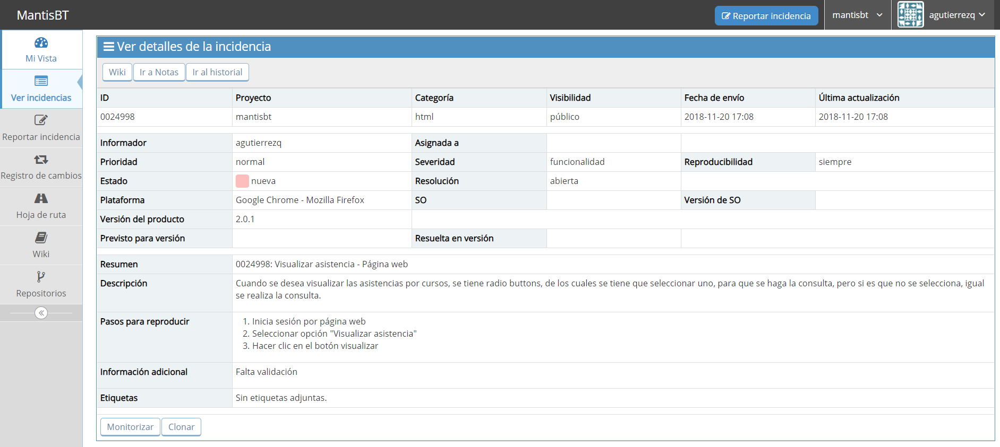 MantisBT
Reportar incidencia
mantisbt
agutierrezq
Mi Vista
Ver incidencias
Reportar incidencia
Registro de cambios
Hoja de ruta
Wiki
Repositorios
Ver detalles de la incidencia
Wiki Ir a Notas Ir al historial
ID Proyecto Categoría Visibilidad Fecha de envío Última actualización
0024998 mantisbt html público 2018-11-20 17:08 2018-11-20 17:08
Informador agutierrezq Asignada a
Prioridad normal Severidad funcionalidad Reproducibilidad siempre
Estado nueva Resolución abierta
Plataforma Google Chrome - Mozilla Firefox SO Versión de SO
Versión del producto 2.0.1
Previsto para versión Resuelta en versión
Resumen 0024998: Visualizar asistencia - Página web
Descripción Cuando se desea visualizar las asistencias por cursos, se tiene radio buttons, de los cuales se tiene que seleccionar uno, para que se haga la consulta, pero si es que no se selecciona, igual
se realiza la consulta.
Pasos para reproducir 1. Inicia sesión por página web
2. Seleccionar opción "Visualizar asistencia"
3. Hacer clic en el botón visualizar
Información adicional Falta validación
Etiquetas Sin etiquetas adjuntas.
Monitorizar Clonar